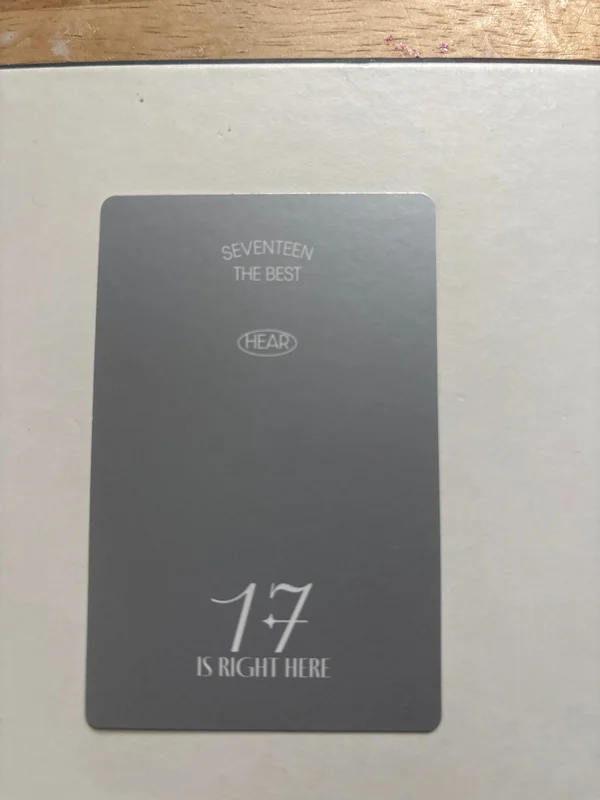 SEVENTEEN
THE BEST
HEAR
17
IS RIGHT HERE